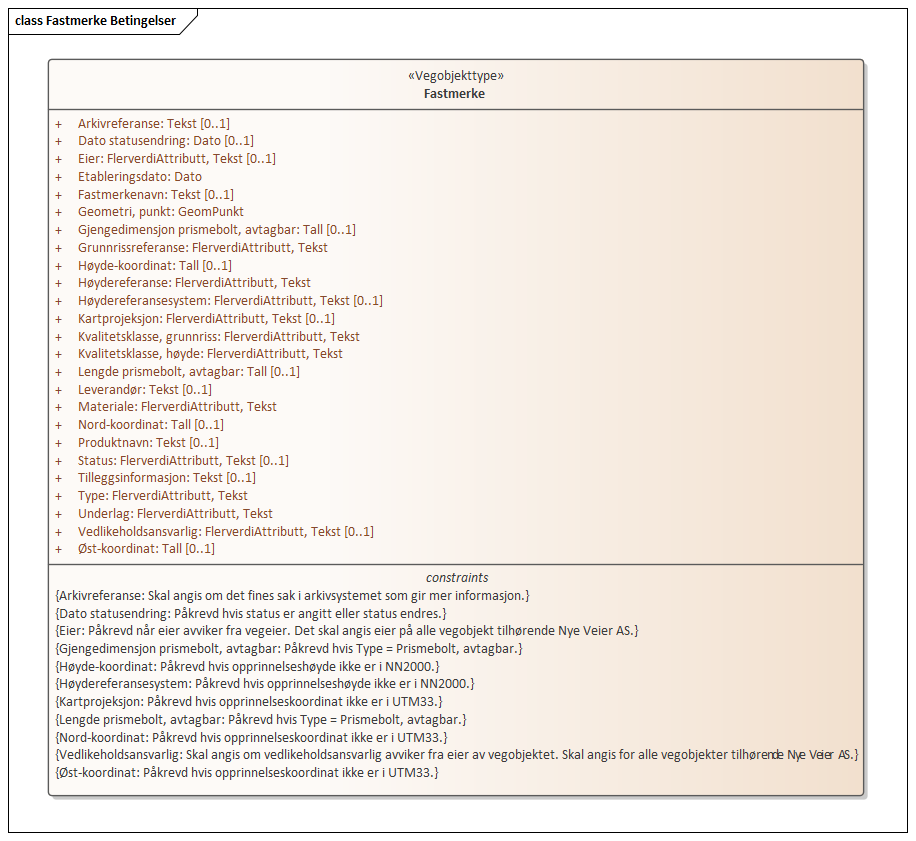 class Fastmerke Betingelser
«Vegobjekttype»
Fastmerke
+ Arkivreferanse: Tekst [0..1]
+ Dato statusendring: Dato [0..1]
+ Eier: FlerverdiAttributt, Tekst [0..1]
+ Etableringsdato: Dato
+ Fastmerkenavn: Tekst [0..1]
+ Geometri, punkt: GeomPunkt
+ Gjengedimensjon prismebolt, avtagbar: Tall [0..1]
+ Grunnrissreferanse: FlerverdiAttributt, Tekst
+ Høyde-koordinat: Tall [0..1]
+ Høydereferanse: FlerverdiAttributt, Tekst
+ Høydereferansesystem: FlerverdiAttributt, Tekst [0..1]
+ Kartprojeksjon: FlerverdiAttributt, Tekst [0..1]
+ Kvalitetsklasse, grunnriss: FlerverdiAttributt, Tekst
+ Kvalitetsklasse, høyde: FlerverdiAttributt, Tekst
+ Lengde prismebolt, avtagbar: Tall [0..1]
+ Leverandør: Tekst [0..1]
+ Materiale: FlerverdiAttributt, Tekst
+ Nord-koordinat: Tall [0..1]
+ Produktnavn: Tekst [0..1]
+ Status: FlerverdiAttributt, Tekst [0..1]
+ Tilleggsinformasjon: Tekst [0..1]
+ Type: FlerverdiAttributt, Tekst
+ Underlag: FlerverdiAttributt, Tekst
+ Vedlikeholdsansvarlig: FlerverdiAttributt, Tekst [0..1]
+ Øst-koordinat: Tall [0..1]
constraints
{Arkivreferanse: Skal angis om det fines sak i arkivsystemet som gir mer informasjon.}
{Dato statusendring: Påkrevd hvis status er angitt eller status endres.}
{Eier: Påkrevd når eier avviker fra vegeier. Det skal angis eier på alle vegobjekt tilhørende Nye Veier AS.}
{Gjengedimensjon prismebolt, avtagbar: Påkrevd hvis Type = Prismebolt, avtagbar.}
{Høyde-koordinat: Påkrevd hvis opprinnelseshøyde ikke er i NN2000.}
{Høydereferansesystem: Påkrevd hvis opprinnelseshøyde ikke er i NN2000.}
{Kartprojeksjon: Påkrevd hvis opprinnelseskoordinat ikke er i UTM33.}
{Lengde prismebolt, avtagbar: Påkrevd hvis Type = Prismebolt, avtagbar.}
{Nord-koordinat: Påkrevd hvis opprinnelseskoordinat ikke er i UTM33.}
{Vedlikeholdsansvarlig: Skal angis om vedlikeholdsansvarlig avviker fra eier av vegobjektet. Skal angis for alle vegobjekter tilhørende Nye Veier AS.}
{Øst-koordinat: Påkrevd hvis opprinnelseskoordinat ikke er i UTM33.}